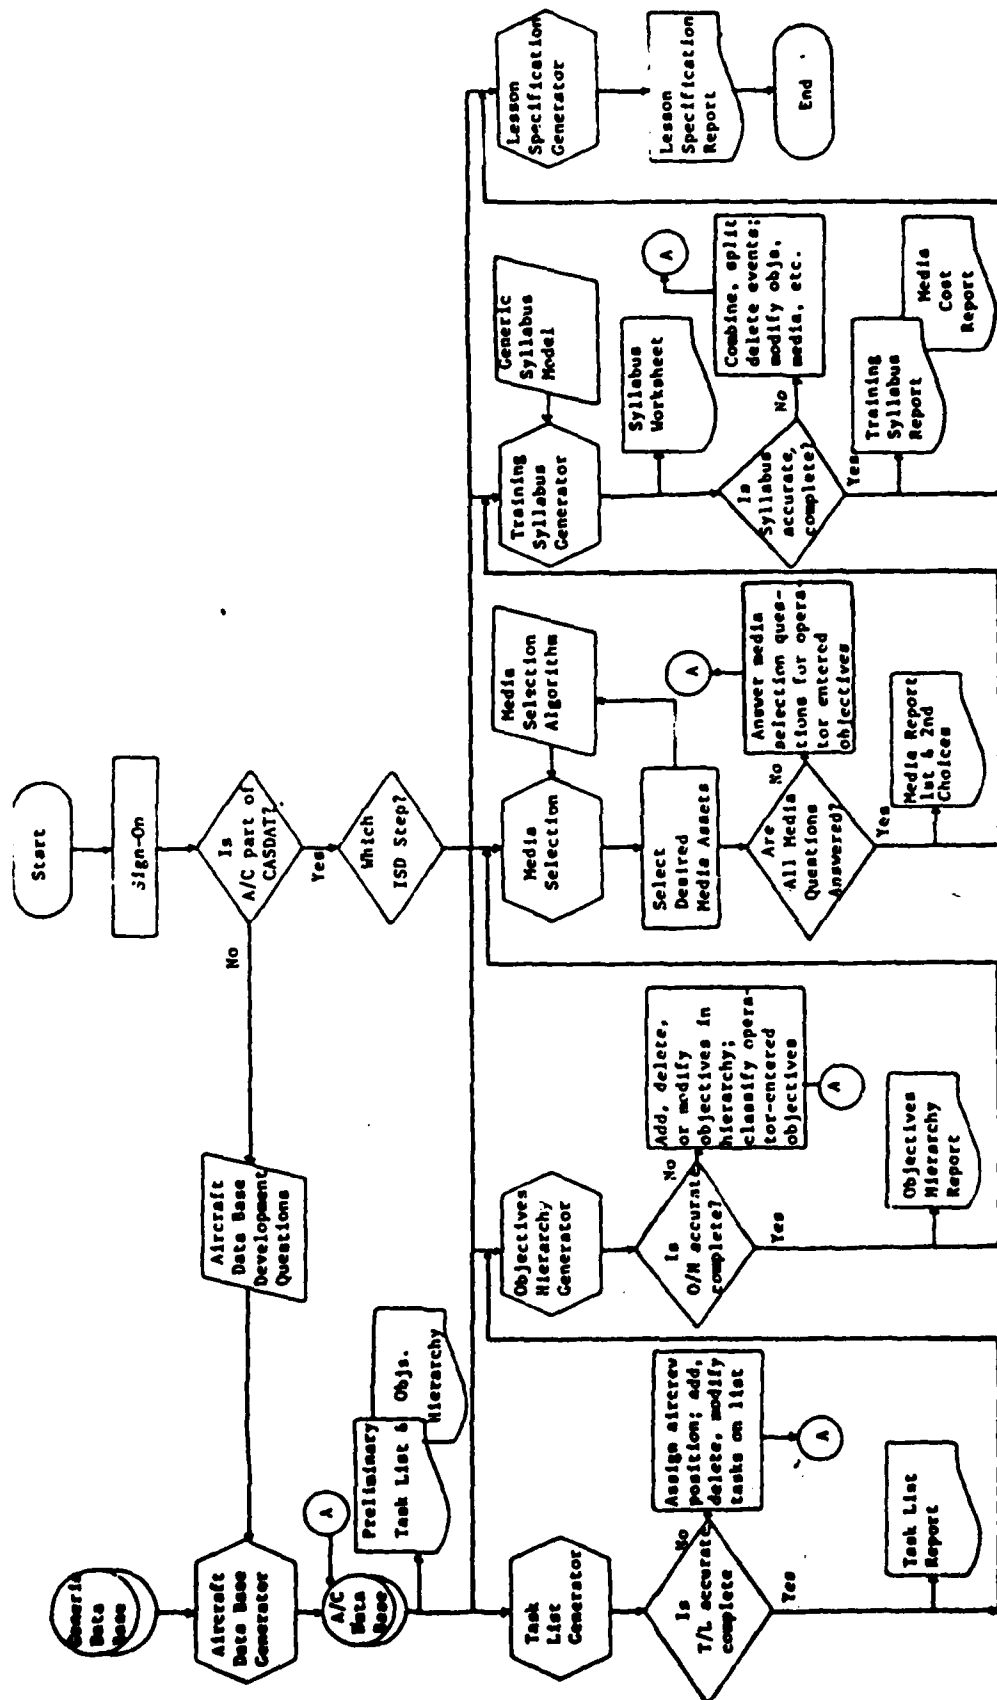 Start
Sign-On
Is
A/C part of
CASDAT?
No
Yes
Which
ISD Step?
Aircraft
Data Base
Development
Questions
Generic
Data
Base
Aircraft
Data Base
Generator
A
A/C
Data
Base
Preliminary
Task List &
Objs.
Hierarchy
Task
List
Generator
Is
T/L accurate
complete
No
Assign aircrew
position; add,
delete, modify
tasks on list
A
Yes
Task List
Report
Objectives
Hierarchy
Generator
Is
O/H accurate
complete?
No
Add, delete,
or modify
objectives in
hierarchy;
classify opera-
tor-entered
objectives
A
Yes
Objectives
Hierarchy
Report
Media
Selection
Media
Selection
Algorithm
Select
Desired
Media Assets
Are
All Media
Questions
Answered?
No
Answer media
selection ques-
tions for opera-
tor entered
objectives
A
Yes
Media Report
1st & 2nd
Choices
Training
Syllabus
Generator
Generic
Syllabus
Model
Syllabus
Worksheet
Is
Syllabus
accurate,
complete?
No
Combine, split
delete events;
modify objs,
media, etc.
A
Yes
Training
Syllabus
Report
Media
Cost
Report
Lesson
Specification
Generator
Lesson
Specification
Report
End